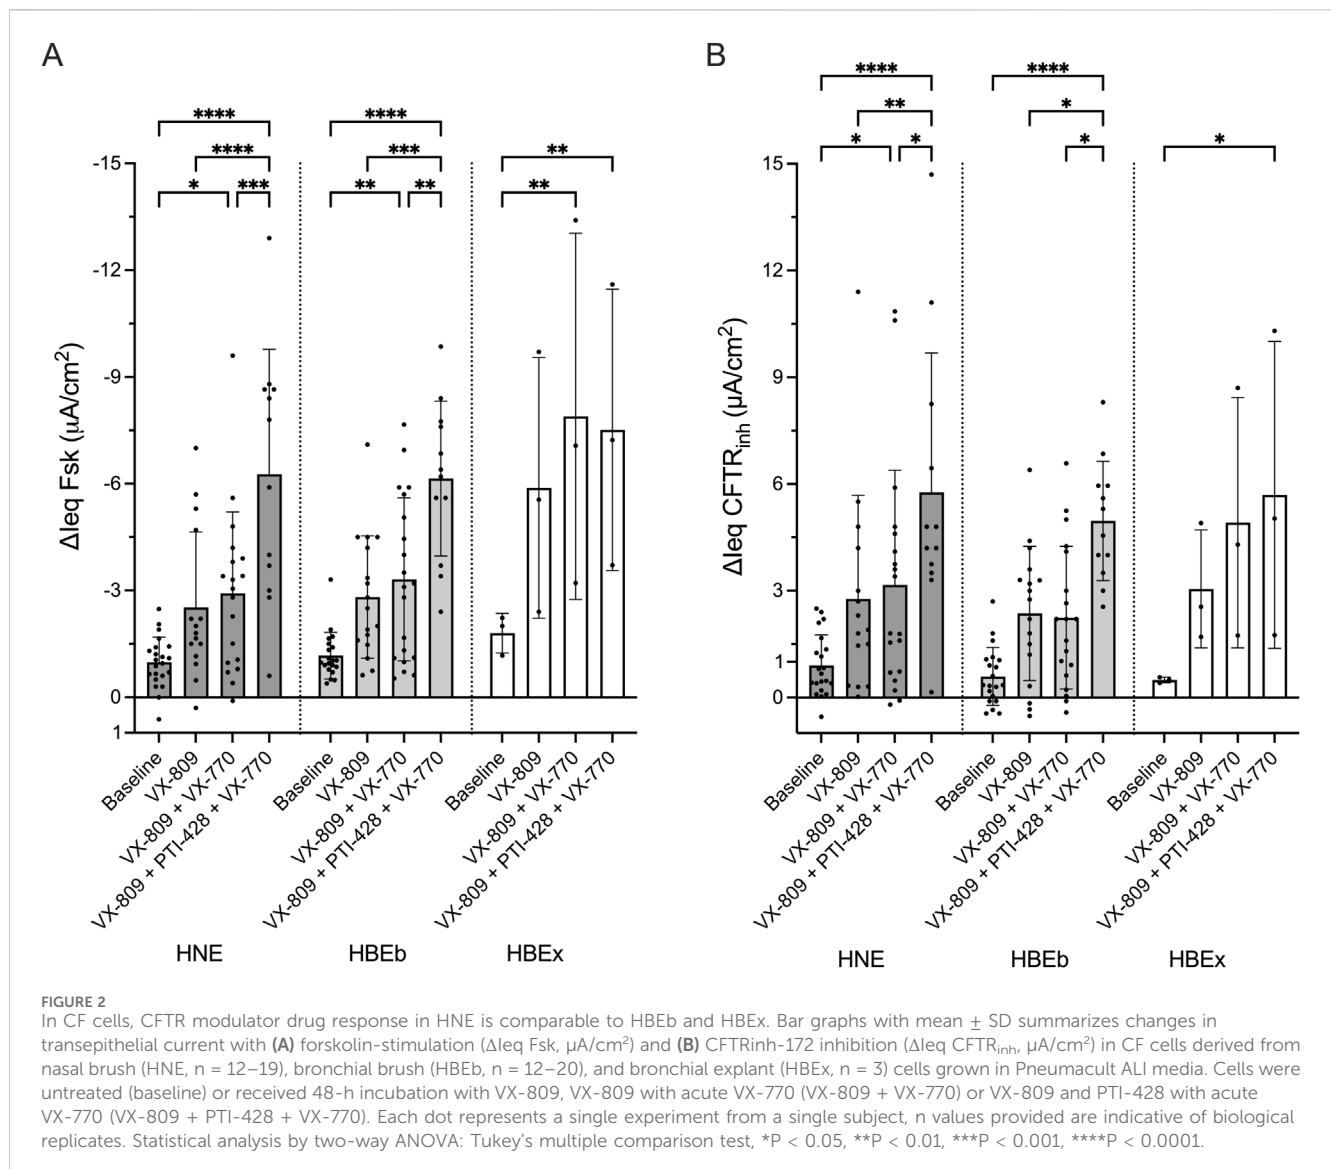 A
B
****
****
* ***
****
***
** **
**
**
****
**
* *
****
*
*
*
-15
-12
-9
-6
-3
0
1
ΔIeq Fsk (µA/cm²)
15
12
9
6
3
1
0
ΔIeq CFTRinh (µA/cm²)
Baseline
VX-809
VX-809 + VX-770
VX-809 + PTI-428 + VX-770
Baseline
VX-809
VX-809 + VX-770
VX-809 + PTI-428 + VX-770
Baseline
VX-809
VX-809 + VX-770
VX-809 + PTI-428 + VX-770
HNE
HBEb
HBEx
Baseline
VX-809
VX-809 + VX-770
VX-809 + PTI-428 + VX-770
Baseline
VX-809
VX-809 + VX-770
VX-809 + PTI-428 + VX-770
Baseline
VX-809
VX-809 + VX-770
VX-809 + PTI-428 + VX-770
HNE
HBEb
HBEx
FIGURE 2
In CF cells, CFTR modulator drug response in HNE is comparable to HBEb and HBEx. Bar graphs with mean ± SD summarizes changes in
transepithelial current with (A) forskolin-stimulation (ΔIeq Fsk, µA/cm²) and (B) CFTRinh-172 inhibition (ΔIeq CFTRinh, µA/cm²) in CF cells derived from
nasal brush (HNE, n = 12–19), bronchial brush (HBEb, n = 12–20), and bronchial explant (HBEx, n = 3) cells grown in Pneumacult ALI media. Cells were
untreated (baseline) or received 48-h incubation with VX-809, VX-809 with acute VX-770 (VX-809 + VX-770) or VX-809 and PTI-428 with acute
VX-770 (VX-809 + PTI-428 + VX-770). Each dot represents a single experiment from a single subject, n values provided are indicative of biological
replicates. Statistical analysis by two-way ANOVA: Tukey's multiple comparison test, *P < 0.05, **P < 0.01, ***P < 0.001, ****P < 0.0001.